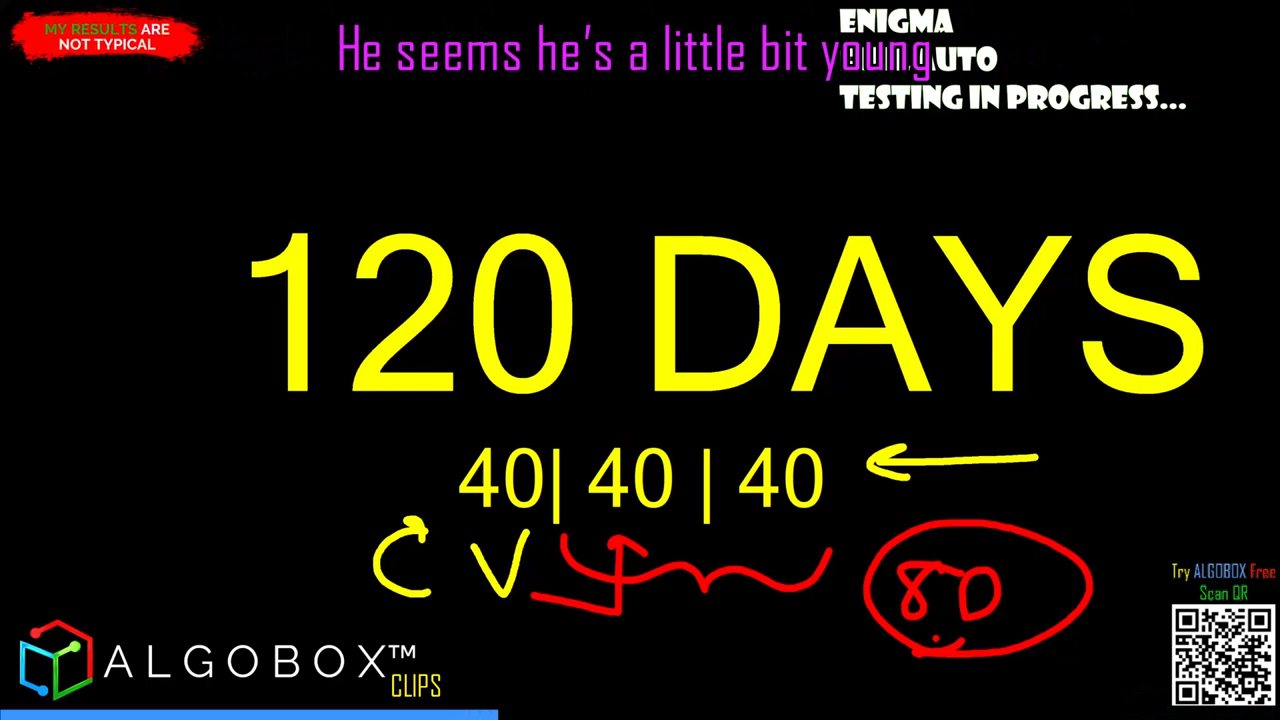 MY RESULTS ARE
NOT TYPICAL
He seems he's a little bit young
ENIGMA
AUTO
TESTING IN PROGRESS...
120 DAYS
40| 40 | 40
C V
80
Try ALGOBOX Free
Scan QR
ALGOBOX™
CLIPS